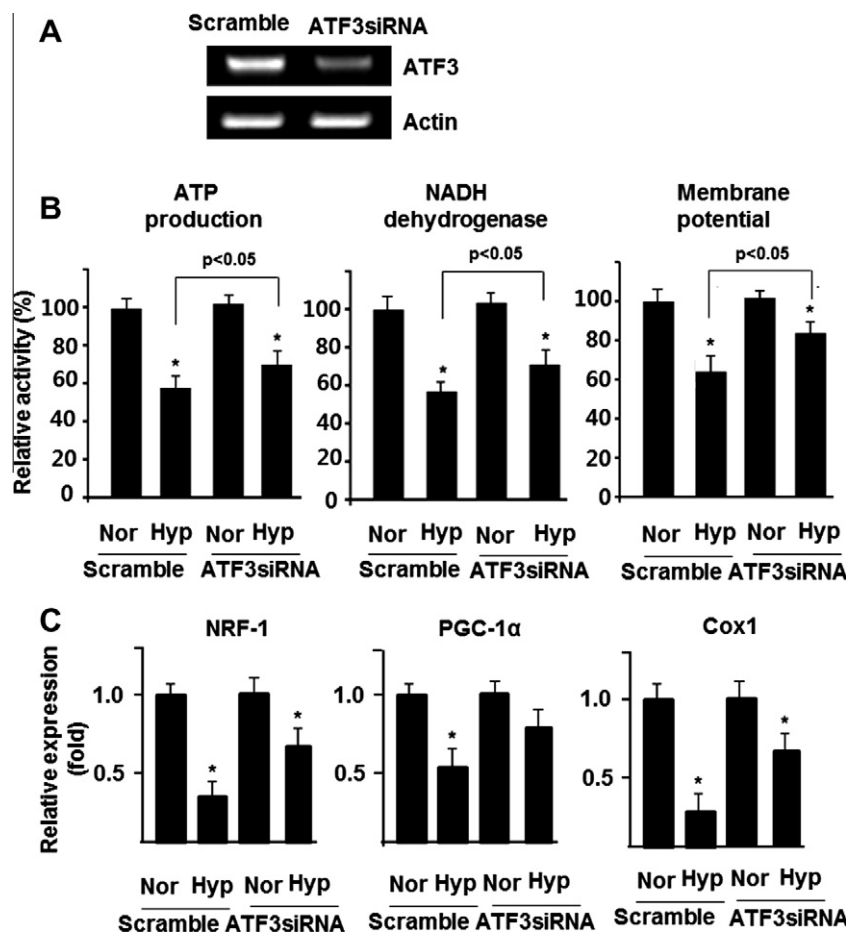 A
Scramble ATF3siRNA
ATF3
Actin
B
ATP
production
NADH
dehydrogenase
Membrane
potential
Relative activity (%)
p<0.05
100
80
60
100
80
0
*
*
Nor Hyp Nor Hyp
Scramble ATF3siRNA
p<0.05
100
80
60
40
80
0
*
*
Nor Hyp Nor Hyp
Scramble ATF3siRNA
p<0.05
100
80
60
40
80
0
*
*
Nor Hyp Nor Hyp
Scramble ATF3siRNA
C
NRF-1
PGC-1α
Cox1
Relative expression
(fold)
1.0
0.5
*
*
Nor Hyp Nor Hyp
Scramble ATF3siRNA
1.0
0.5
*
Nor Hyp Nor Hyp
Scramble ATF3siRNA
1.0
0.5
*
*
Nor Hyp Nor Hyp
Scramble ATF3siRNA